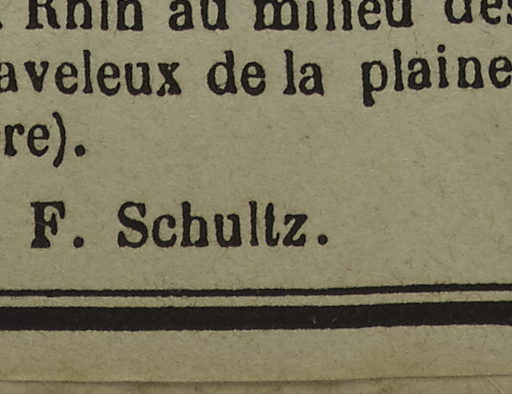 Rhin au milieu des
aveleux de la plaine
re).
F. Schultz.